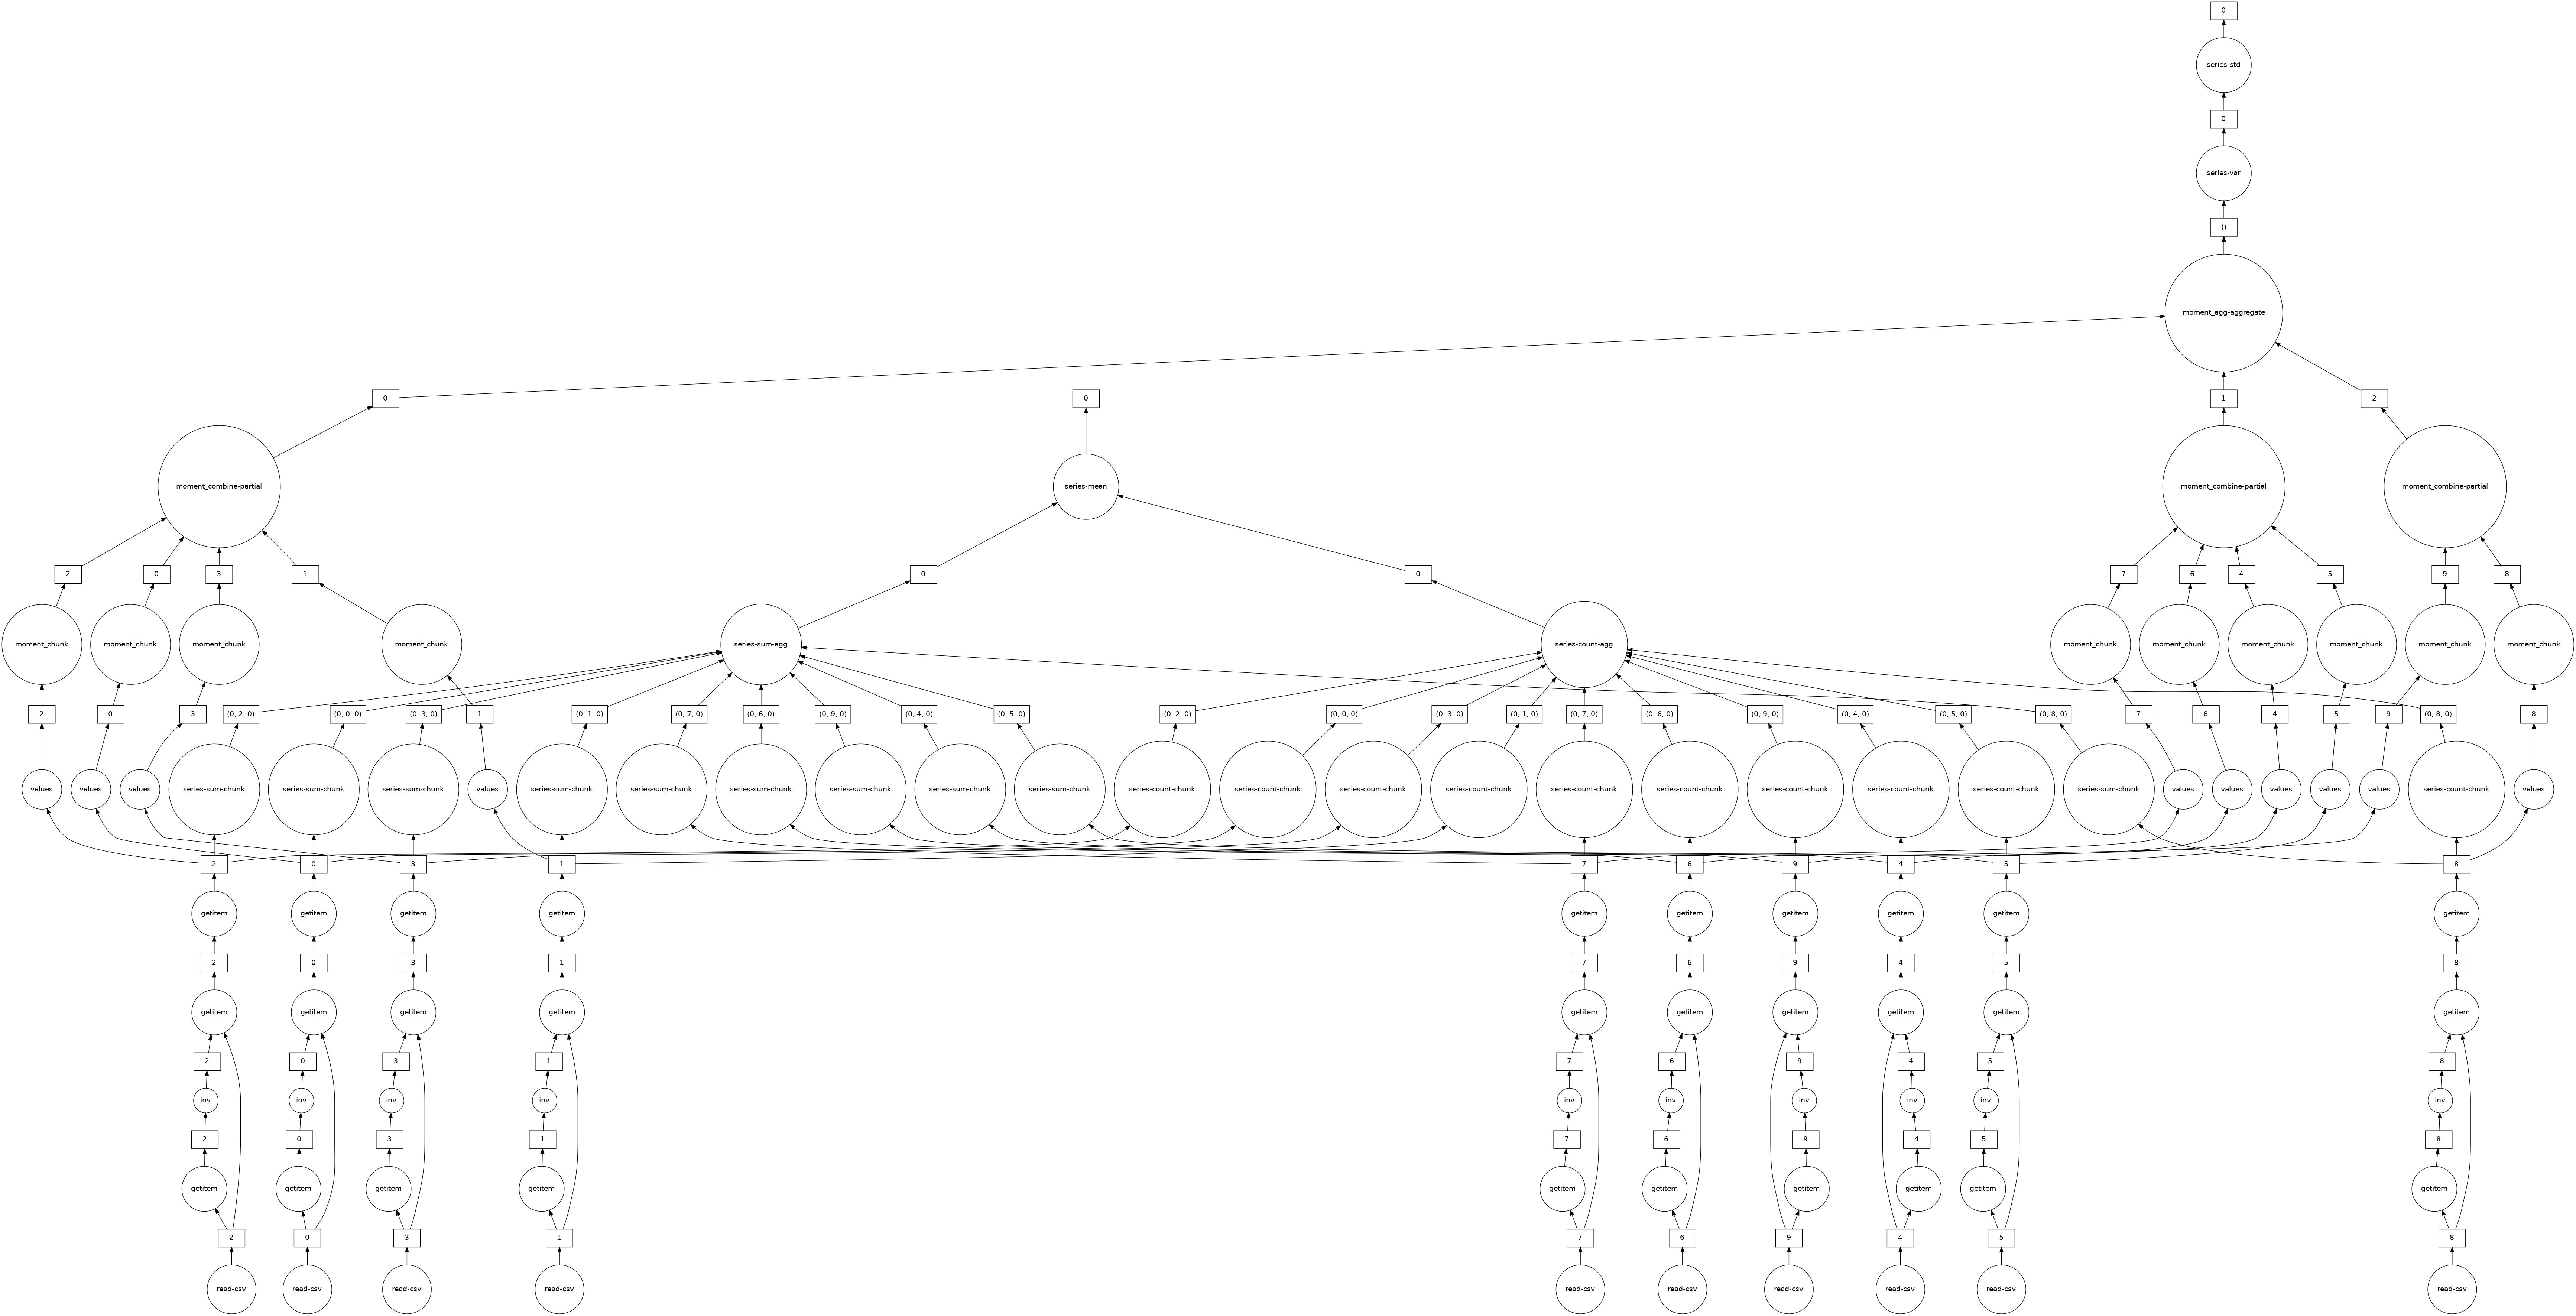 0
series-std
0
series-var
()
moment_agg-aggregate
0 0 1 2
moment_combine-partial series-mean moment_combine-partial moment_combine-partial
2 0 3 1 0 0 7 6 4 5 9 8
moment_chunk moment_chunk moment_chunk moment_chunk series-sum-agg series-count-agg moment_chunk moment_chunk moment_chunk moment_chunk moment_chunk moment_chunk
2 0 3 (0, 2, 0) (0, 0, 0) (0, 3, 0) 1 (0, 1, 0) (0, 7, 0) (0, 6, 0) (0, 9, 0) (0, 4, 0) (0, 5, 0) (0, 2, 0) (0, 0, 0) (0, 3, 0) (0, 1, 0) (0, 7, 0) (0, 6, 0) (0, 9, 0) (0, 4, 0) (0, 5, 0) (0, 8, 0) 7 6 4 5 9 (0, 8, 0) 8
values values values series-sum-chunk series-sum-chunk series-sum-chunk values series-sum-chunk series-sum-chunk series-sum-chunk series-sum-chunk series-sum-chunk series-sum-chunk series-count-chunk series-count-chunk series-count-chunk series-count-chunk series-count-chunk series-count-chunk series-count-chunk series-count-chunk series-count-chunk series-sum-chunk values values values values values series-count-chunk values
2 0 3 1 7 6 9 4 5 8
getitem getitem getitem getitem getitem getitem getitem getitem getitem getitem
2 0 3 1 7 6 9 4 5 8
getitem getitem getitem getitem getitem getitem getitem getitem getitem getitem
2 0 3 1 7 6 9 4 5 8
inv inv inv inv inv inv inv inv inv inv
2 0 3 1 7 6 9 4 5 8
getitem getitem getitem getitem getitem getitem getitem getitem getitem getitem
2 0 3 1 7 6 9 4 5 8
read-csv read-csv read-csv read-csv read-csv read-csv read-csv read-csv read-csv read-csv